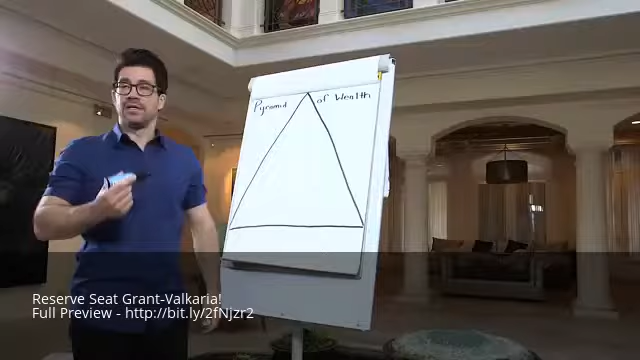 Pyramid of Wealth
Reserve Seat Grant-Valkaria!
Full Preview - http://bit.ly/2fNjzr2